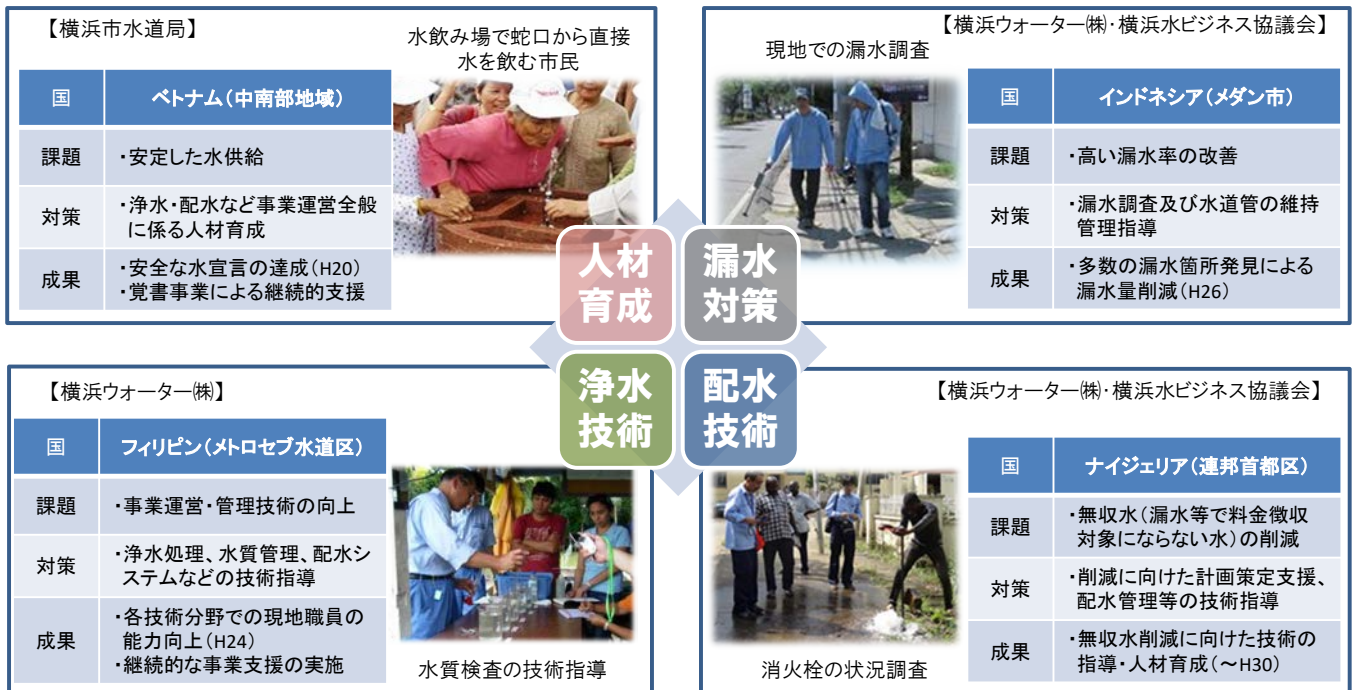 【横浜市水道局】
水飲み場で蛇口から直接
水を飲む市民
国 ベトナム（中南部地域）
課題 ・安定した水供給
対策 ・浄水・配水など事業運営全般
に係る人材育成
成果 ・安全な水宣言の達成（H20）
・覚書事業による継続的支援
【横浜ウォーター㈱・横浜水ビジネス協議会】
現地での漏水調査
国 インドネシア（メダン市）
課題 ・高い漏水率の改善
対策 ・漏水調査及び水道管の維持
管理指導
成果 ・多数の漏水箇所発見による
漏水量削減（H26）
人材
育成
漏水
対策
浄水
技術
配水
技術
【横浜ウォーター㈱】
国 フィリピン（メトロセブ水道区）
課題 ・事業運営・管理技術の向上
対策 ・浄水処理、水質管理、配水シ
ステムなどの技術指導
成果 ・各技術分野での現地職員の
能力向上（H24）
・継続的な事業支援の実施
水質検査の技術指導
【横浜ウォーター㈱・横浜水ビジネス協議会】
国 ナイジェリア（連邦首都区）
課題 ・無収水（漏水等で料金徴収
対象にならない水）の削減
対策 ・削減に向けた計画策定支援、
配水管理等の技術指導
成果 ・無収水削減に向けた技術の
指導・人材育成（～H30）
消火栓の状況調査